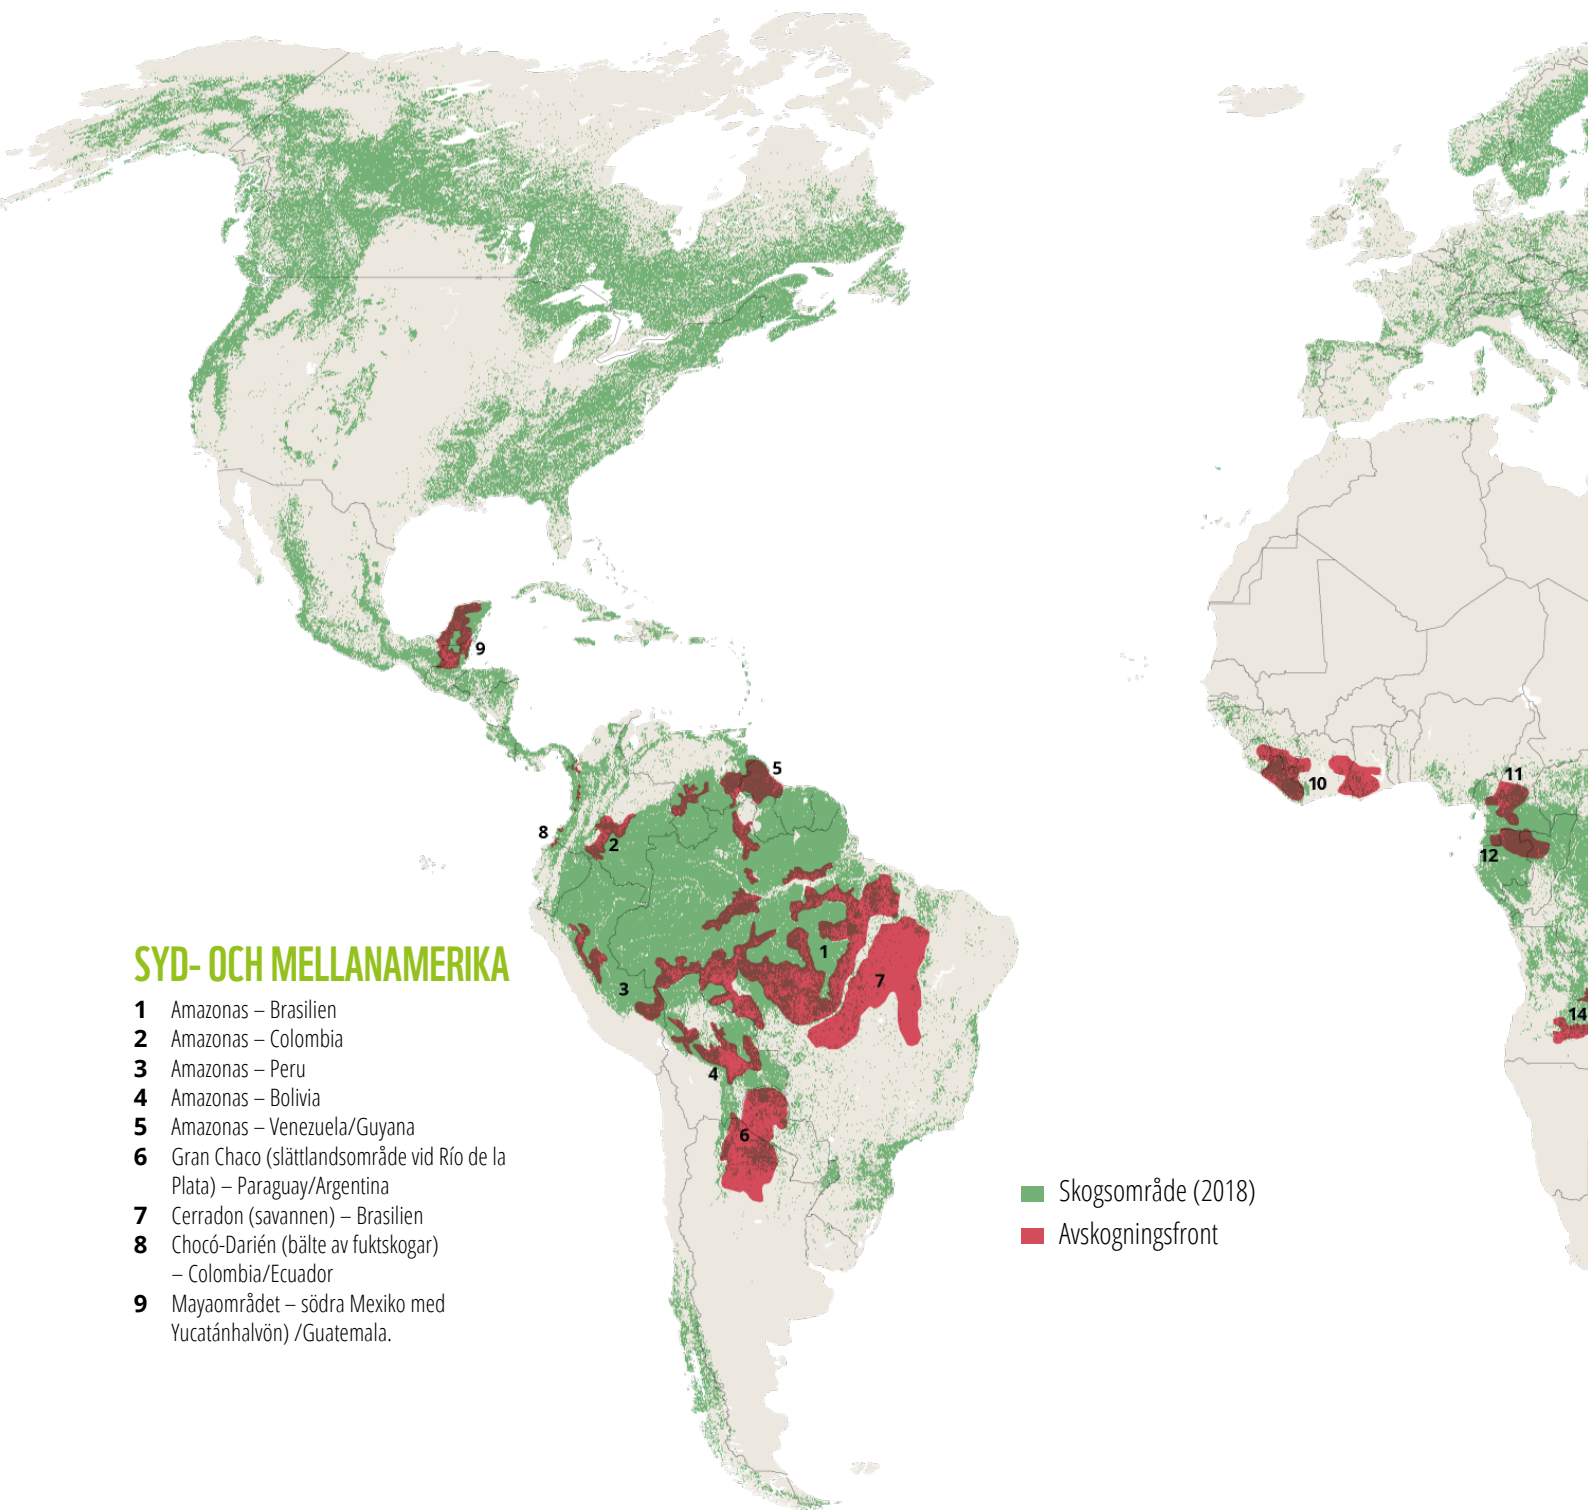 9
5
8
2
10
11
12
1
7
3
14
4
6
SYD- OCH MELLANAMERIKA
1 Amazonas – Brasilien
2 Amazonas – Colombia
3 Amazonas – Peru
4 Amazonas – Bolivia
5 Amazonas – Venezuela/Guyana
6 Gran Chaco (slättlandsområde vid Río de la
Plata) – Paraguay/Argentina
7 Cerradon (savannen) – Brasilien
8 Chocó-Darién (bälte av fuktskogar)
– Colombia/Ecuador
9 Mayaområdet – södra Mexiko med
Yucatánhalvön) /Guatemala.
Skogsområde (2018)
Avskogningsfront